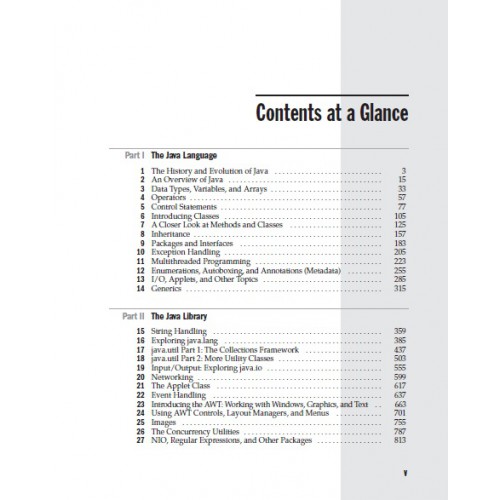 Contents at a Glance
Part I The Java Language
1 The History and Evolution of Java 3
2 An Overview of Java 15
3 Data Types, Variables, and Arrays 33
4 Operators 57
5 Control Statements 77
6 Introducing Classes 105
7 A Closer Look at Methods and Classes 125
8 Inheritance 157
9 Packages and Interfaces 183
10 Exception Handling 205
11 Multithreaded Programming 223
12 Enumerations, Autoboxing, and Annotations (Metadata) 255
13 I/O, Applets, and Other Topics 285
14 Generics 315
Part II The Java Library
15 String Handling 359
16 Exploring java.lang 385
17 java.util Part 1: The Collections Framework 437
18 java.util Part 2: More Utility Classes 503
19 Input/Output: Exploring java.io 555
20 Networking 599
21 The Applet Class 617
22 Event Handling 637
23 Introducing the AWT: Working with Windows, Graphics, and Text 663
24 Using AWT Controls, Layout Managers, and Menus 701
25 Images 755
26 The Concurrency Utilities 787
27 NIO, Regular Expressions, and Other Packages 813
v